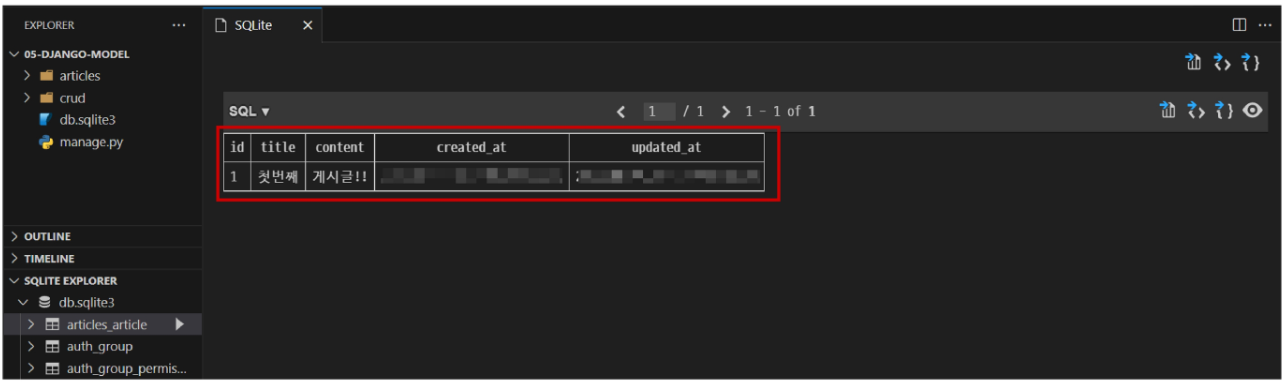 EXPLORER ...
05-DJANGO-MODEL
articles
crud
db.sqlite3
manage.py
OUTLINE
TIMELINE
SQLITE EXPLORER
db.sqlite3
articles_article
auth_group
auth_group_permis...
SQLite
SQL ▼ < 1 / 1 > 1 - 1 of 1
id title content created_at updated_at
1 첫번째 게시글!!